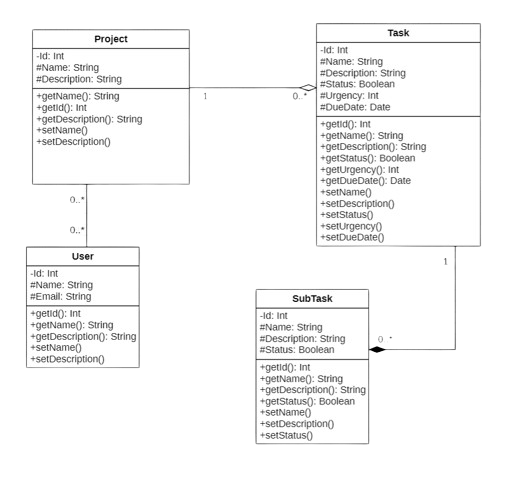 Project
-Id: Int
#Name: String
#Description: String
+getName(): String
+getId(): Int
+getDescription(): String
+setName()
+setDescription()
Task
-Id: Int
#Name: String
#Description: String
#Status: Boolean
#Urgency: Int
#DueDate: Date
+getId(): Int
+getName(): String
+getDescription(): String
+getStatus(): Boolean
+getUrgency(): Int
+getDueDate(): Date
+setName()
+setDescription()
+setStatus()
+setUrgency()
+setDueDate()
1
0..*
0..*
0..*
User
-Id: Int
#Name: String
#Email: String
+getId(): Int
+getName(): String
+getDescription(): String
+setName()
+setDescription()
1
SubTask
-Id: Int
#Name: String
#Description: String
#Status: Boolean
+getId(): Int
+getName(): String
+getDescription(): String
+getStatus(): Boolean
+setName()
+setDescription()
+setStatus()
0..*